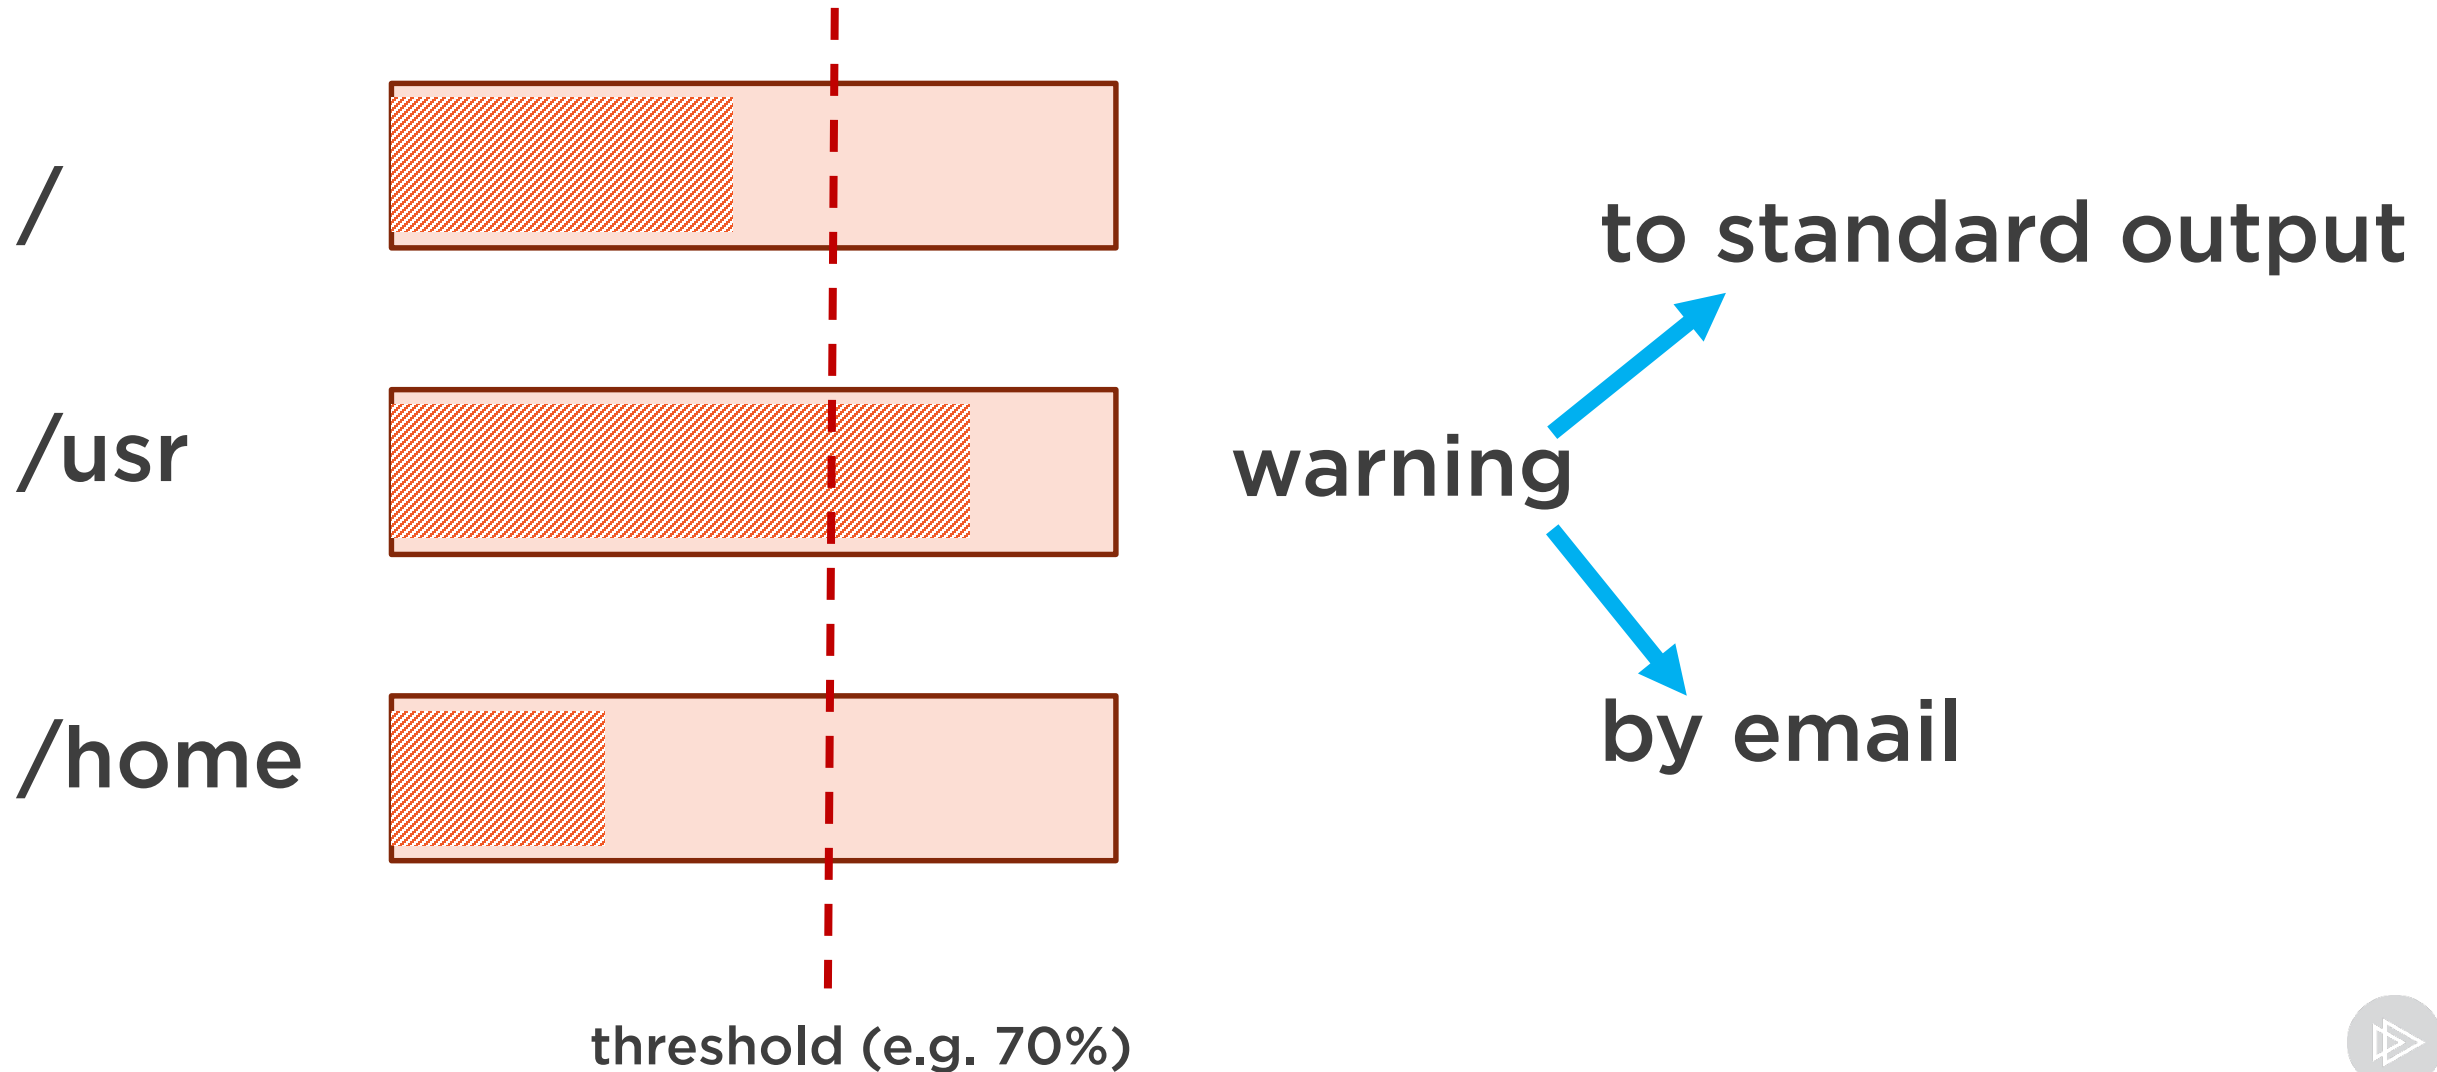 /
to standard output
/usr
warning
/home
by email
threshold (e.g. 70%)